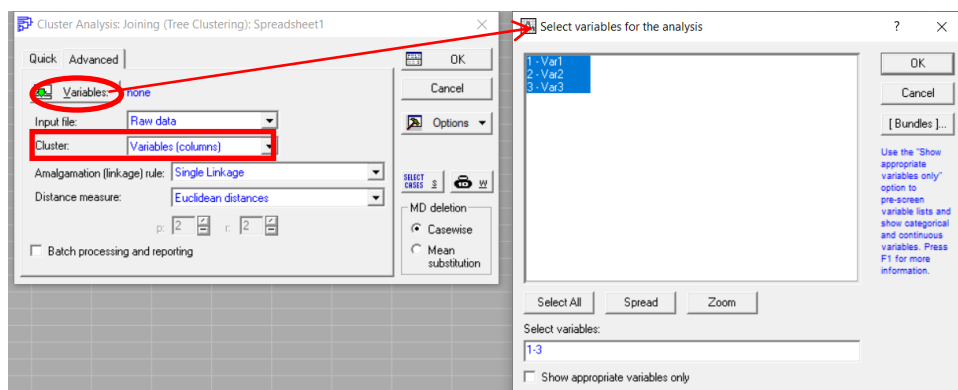 Cluster Analysis: Joining (Tree Clustering): Spreadsheet1
Quick Advanced
Variables: none
Input file: Raw data
Cluster: Variables (columns)
Amalgamation (linkage) rule: Single Linkage
Distance measure: Euclidean distances
p: 2 r: 2
Batch processing and reporting
OK
Cancel
Options
SELECT CASES S W
MD deletion
Casewise
Mean
substitution
Select variables for the analysis ?
1 - Var1
2 - Var2
3 - Var3
Select All Spread Zoom
Select variables:
1-3
Show appropriate variables only
OK
Cancel
[ Bundles ]...
Use the "Show
appropriate
variables only"
option to
pre-screen
variable lists and
show categorical
and continuous
variables. Press
F1 for more
information.